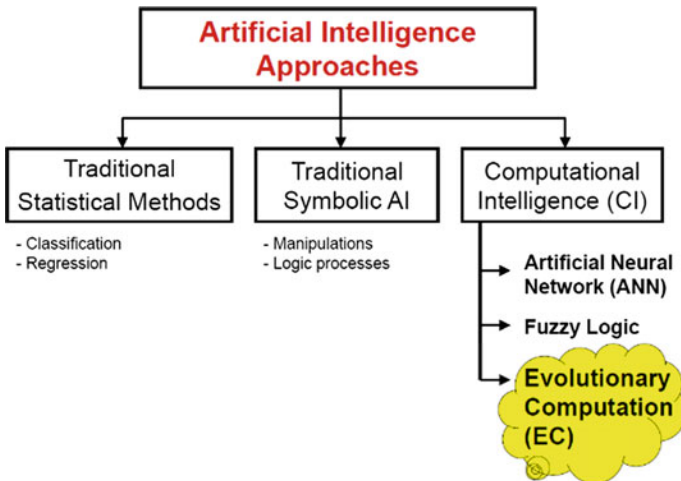 Artificial Intelligence
Approaches
Traditional
Statistical Methods
- Classification
- Regression
Traditional
Symbolic AI
- Manipulations
- Logic processes
Computational
Intelligence (CI)
Artificial Neural
Network (ANN)
Fuzzy Logic
Evolutionary
Computation
(EC)